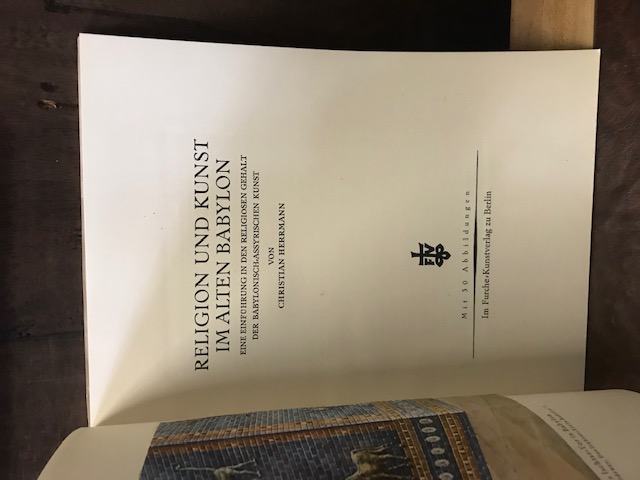 RELIGION UND KUNST
IM ALTEN BABYLON
EINE EINFÜHRUNG IN DEN RELIGIÖSEN GEHALT
DER BABYLONISCH-ASSYRISCHEN KUNST
VON
CHRISTIAN HERRMANN
FV
Mit 30 Abbildungen
Im Furche-Kunstverlag zu Berlin